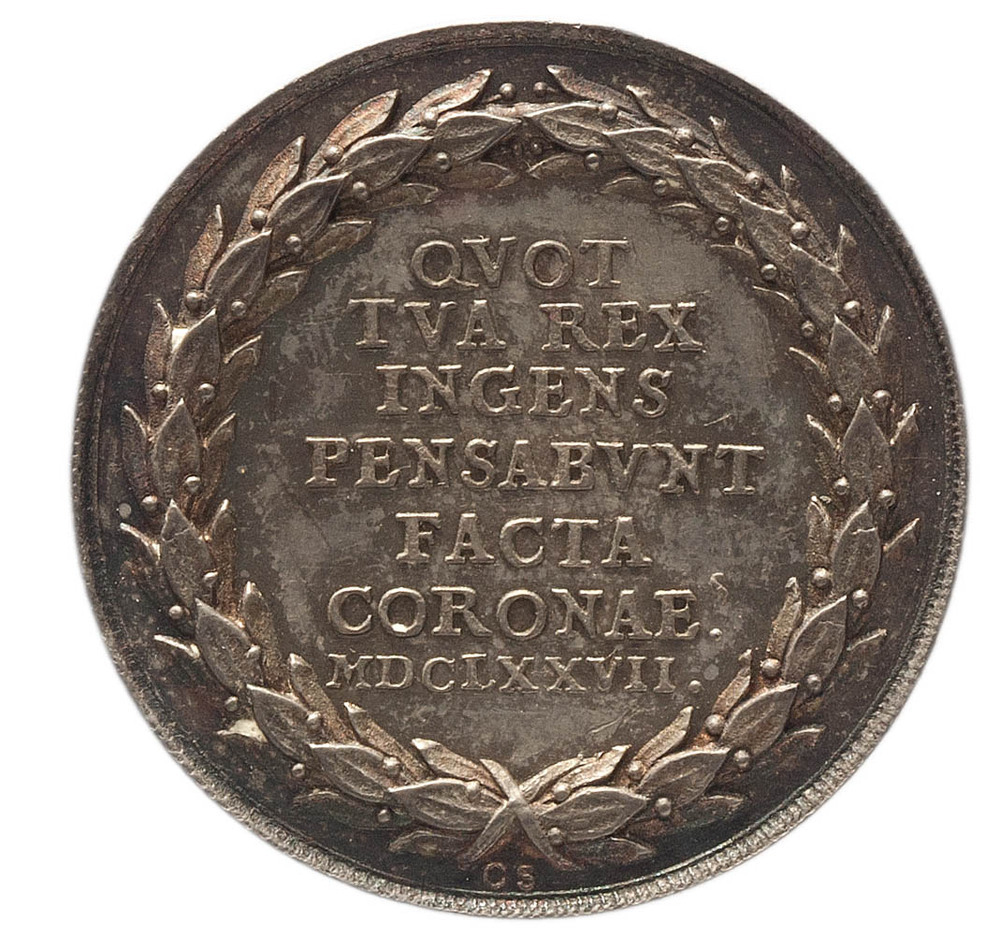 QVOT
TVA REX
INGENS
PENSABVNT
FACTA
CORONAE.
MDCLXXVII.
CS